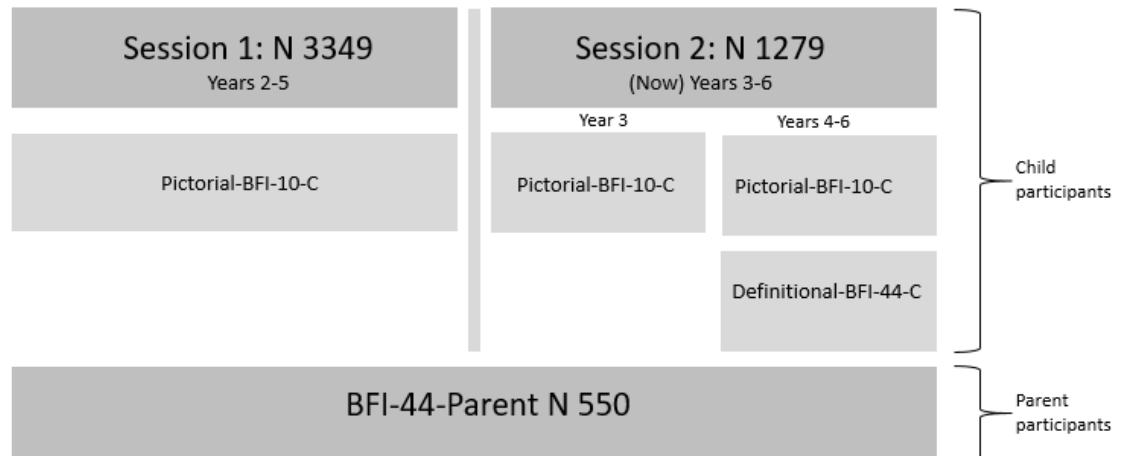 Session 1: N 3349
Years 2-5
Session 2: N 1279
(Now) Years 3-6
Year 3
Years 4-6
Pictorial-BFI-10-C
Pictorial-BFI-10-C
Pictorial-BFI-10-C
Definitional-BFI-44-C
Child
participants
BFI-44-Parent N 550
Parent
participants